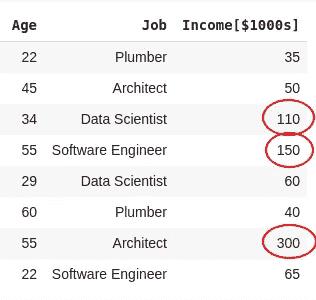 Age Job Income[$1000s]
22 Plumber 35
45 Architect 50
34 Data Scientist 110
55 Software Engineer 150
29 Data Scientist 60
60 Plumber 40
55 Architect 300
22 Software Engineer 65